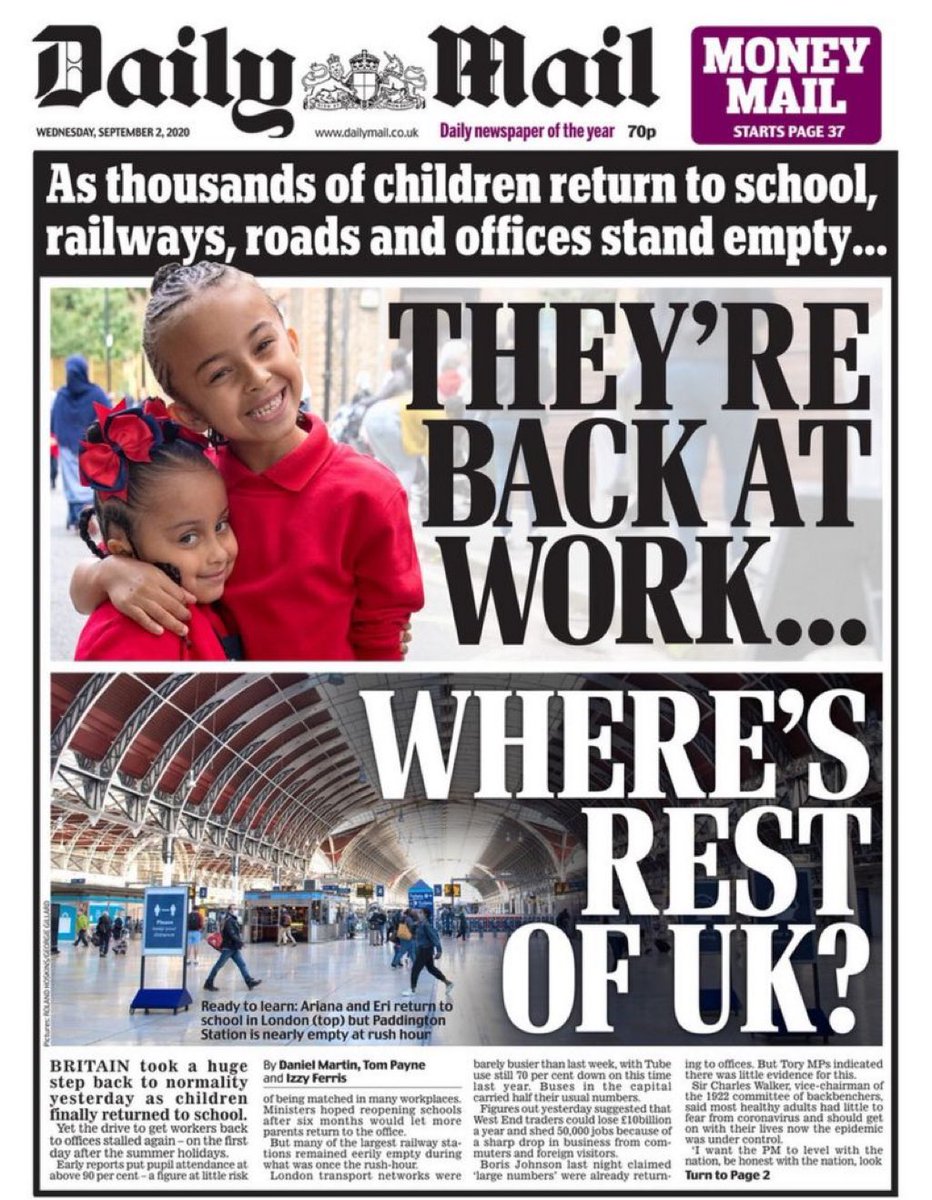 Daily Mail
MONEY
MAIL
STARTS PAGE 37
WEDNESDAY, SEPTEMBER 2, 2020
www.dailymail.co.uk
Daily newspaper of the year 70p
As thousands of children return to school,
railways, roads and offices stand empty...
THEY'RE
BACK AT
WORK...
WHERE'S
REST
OF UK?
Please
keep your
distance
Pictures: ROLAND HOSKINS/GEORGIE GILLARD
Ready to learn: Ariana and Eri return to
school in London (top) but Paddington
Station is nearly empty at rush hour
BRITAIN took a huge
step back to normality
yesterday as children
finally returned to school.
Yet the drive to get workers back
to offices stalled again – on the first
day after the summer holidays.
Early reports put pupil attendance at
above 90 per cent – a figure at little risk
By Daniel Martin, Tom Payne
and Izzy Ferris
of being matched in many workplaces.
Ministers hoped reopening schools
after six months would let more
parents return to the office.
But many of the largest railway sta-
tions remained eerily empty during
what was once the rush-hour.
London transport networks were
barely busier than last week, with Tube
use still 70 per cent down on this time
last year. Buses in the capital
carried half their usual numbers.
Figures out yesterday suggested that
West End traders could lose £10billion
a year and shed 50,000 jobs because of
a sharp drop in business from com-
muters and foreign visitors.
Boris Johnson last night claimed
'large numbers' were already return-
ing to offices. But Tory MPs indicated
there was little evidence for this.
Sir Charles Walker, vice-chairman of
the 1922 committee of backbenchers,
said most healthy adults had little to
fear from coronavirus and should get
on with their lives now the epidemic
was under control.
'I want the PM to level with the
nation, be honest with the nation, look
Turn to Page 2